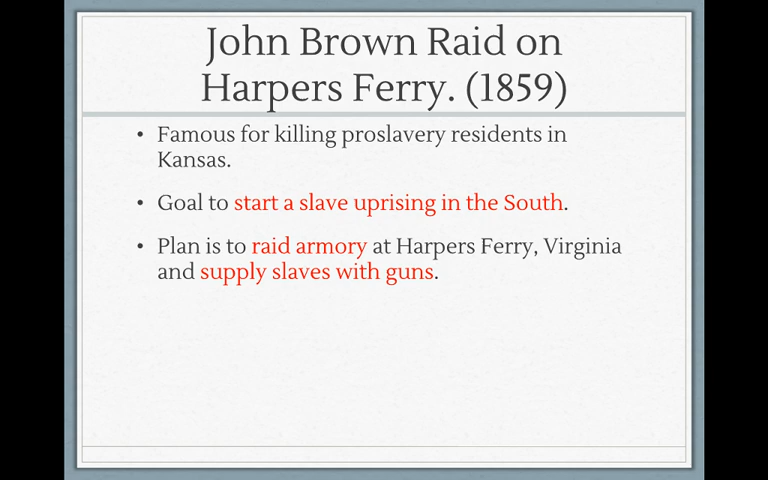 John Brown Raid on
Harpers Ferry. (1859)
• Famous for killing proslavery residents in
Kansas.
• Goal to start a slave uprising in the South.
• Plan is to raid armory at Harpers Ferry, Virginia
and supply slaves with guns.